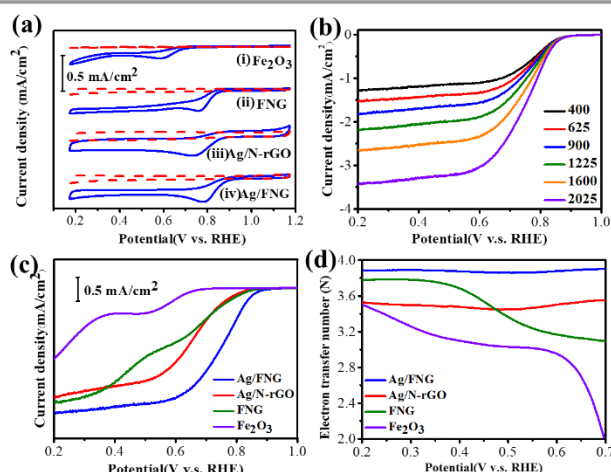 (a)
Current density (mA/cm²)
0.5 mA/cm²
(i) Fe₂O₃
(ii) FNG
(iii)Ag/N-rGO
(iv)Ag/FNG
0.2 0.4 0.6 0.8 1.0 1.2
Potential(V vs. RHE)
(b)
Current density/mA/cm²
0
-1
-2
-3
-4
400
625
900
1225
1600
2025
0.2 0.4 0.6 0.8 1.0
Potential(V v.s. RHE)
(c)
Current density/mA/cm²
0.5 mA/cm²
Ag/FNG
Ag/N-rGO
FNG
Fe₂O₃
0.2 0.4 0.6 0.8 1.0
Potential(V v.s. RHE)
(d)
Electron transfer number (N)
4.0
3.6
3.2
2.8
2.4
2.0
Ag/FNG
Ag/N-rGO
FNG
Fe₂O₃
0.2 0.3 0.4 0.5 0.6 0.7
Potential(V v.s. RHE)